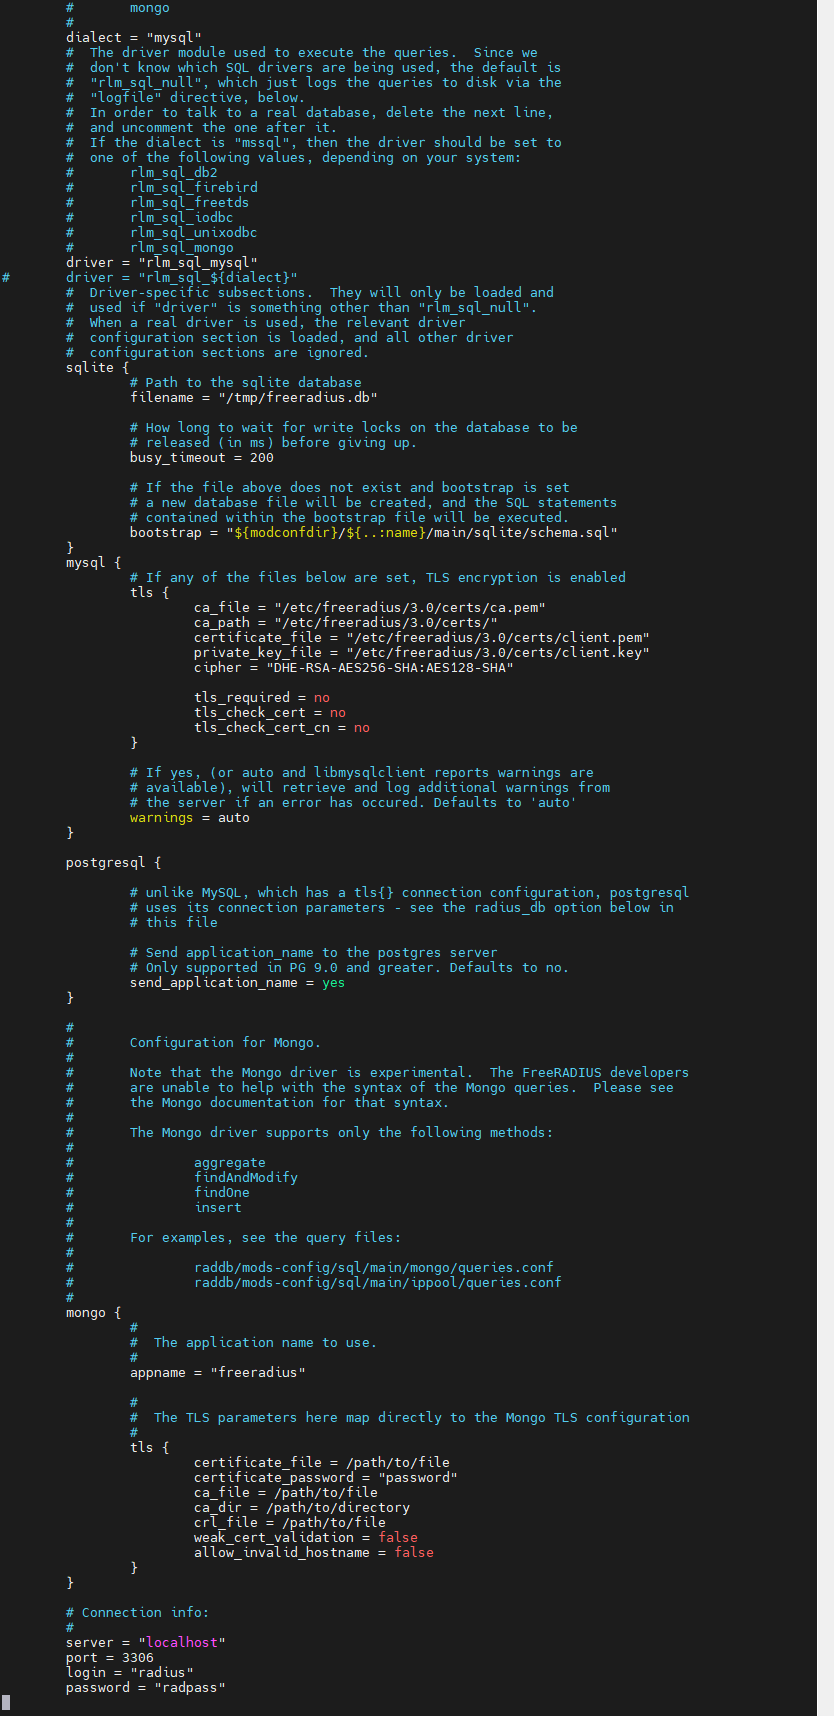 #       mongo
#
dialect = "mysql"
#  The driver module used to execute the queries.  Since we
#  don't know which SQL drivers are being used, the default is
#  "rlm_sql_null", which just logs the queries to disk via the
#  "logfile" directive, below.
#  In order to talk to a real database, delete the next line,
#  and uncomment the one after it.
#  If the dialect is "mssql", then the driver should be set to
#  one of the following values, depending on your system:
#       rlm_sql_db2
#       rlm_sql_firebird
#       rlm_sql_freetds
#       rlm_sql_iodbc
#       rlm_sql_unixodbc
#       rlm_sql_mongo
driver = "rlm_sql_mysql"
#       driver = "rlm_sql_${dialect}"
#  Driver-specific subsections.  They will only be loaded and
#  used if "driver" is something other than "rlm_sql_null".
#  When a real driver is used, the relevant driver
#  configuration section is loaded, and all other driver
#  configuration sections are ignored.
sqlite {
# Path to the sqlite database
filename = "/tmp/freeradius.db"
# How long to wait for write locks on the database to be
# released (in ms) before giving up.
busy_timeout = 200
# If the file above does not exist and bootstrap is set
# a new database file will be created, and the SQL statements
# contained within the bootstrap file will be executed.
bootstrap = "${modconfdir}/${..:name}/main/sqlite/schema.sql"
}
mysql {
# If any of the files below are set, TLS encryption is enabled
tls {
ca_file = "/etc/freeradius/3.0/certs/ca.pem"
ca_path = "/etc/freeradius/3.0/certs/"
certificate_file = "/etc/freeradius/3.0/certs/client.pem"
private_key_file = "/etc/freeradius/3.0/certs/client.key"
cipher = "DHE-RSA-AES256-SHA:AES128-SHA"
tls_required = no
tls_check_cert = no
tls_check_cert_cn = no
}
# If yes, (or auto and libmysqlclient reports warnings are
# available), will retrieve and log additional warnings from
# the server if an error has occured. Defaults to 'auto'
warnings = auto
}
postgresql {
# unlike MySQL, which has a tls{} connection configuration, postgresql
# uses its connection parameters - see the radius_db option below in
# this file
# Send application_name to the postgres server
# Only supported in PG 9.0 and greater. Defaults to no.
send_application_name = yes
}
#
#       Configuration for Mongo.
#
#       Note that the Mongo driver is experimental.  The FreeRADIUS developers
#       are unable to help with the syntax of the Mongo queries.  Please see
#       the Mongo documentation for that syntax.
#
#       The Mongo driver supports only the following methods:
#
#               aggregate
#               findAndModify
#               findOne
#               insert
#
#       For examples, see the query files:
#
#               raddb/mods-config/sql/main/mongo/queries.conf
#               raddb/mods-config/sql/main/ippool/queries.conf
#
mongo {
#
#  The application name to use.
#
appname = "freeradius"
#
#  The TLS parameters here map directly to the Mongo TLS configuration
#
tls {
certificate_file = /path/to/file
certificate_password = "password"
ca_file = /path/to/file
ca_dir = /path/to/directory
crl_file = /path/to/file
weak_cert_validation = false
allow_invalid_hostname = false
}
}
# Connection info:
#
server = "localhost"
port = 3306
login = "radius"
password = "radpass"